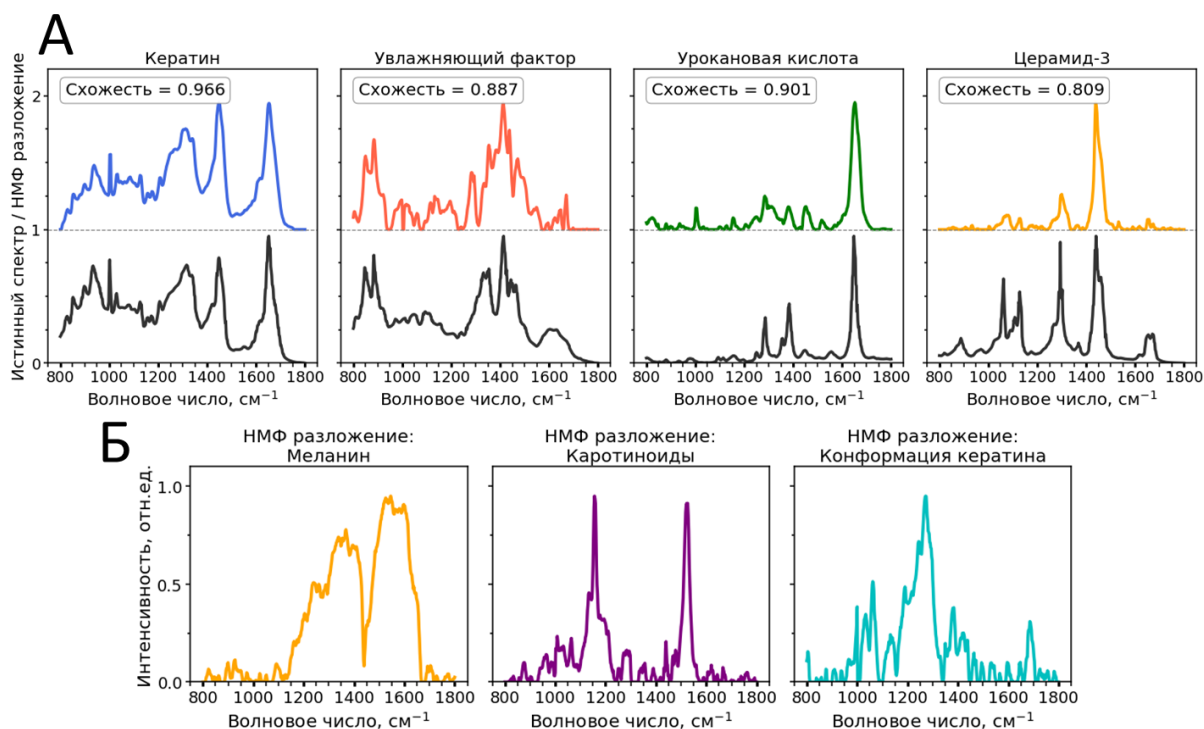 А
Кератин
Увлажняющий фактор
Урокановая кислота
Церамид-3
Истинный спектр / НМФ разложение
2
1
0
Схожесть = 0.966
Схожесть = 0.887
Схожесть = 0.901
Схожесть = 0.809
800 1000 1200 1400 1600 1800
800 1000 1200 1400 1600 1800
800 1000 1200 1400 1600 1800
800 1000 1200 1400 1600 1800
Волновое число, см⁻¹
Волновое число, см⁻¹
Волновое число, см⁻¹
Волновое число, см⁻¹
Б
НМФ разложение:
Меланин
НМФ разложение:
Каротиноиды
НМФ разложение:
Конформация кератина
Интенсивность, отн.ед.
1.0
0.5
0.0
800 1000 1200 1400 1600 1800
800 1000 1200 1400 1600 1800
800 1000 1200 1400 1600 1800
Волновое число, см⁻¹
Волновое число, см⁻¹
Волновое число, см⁻¹